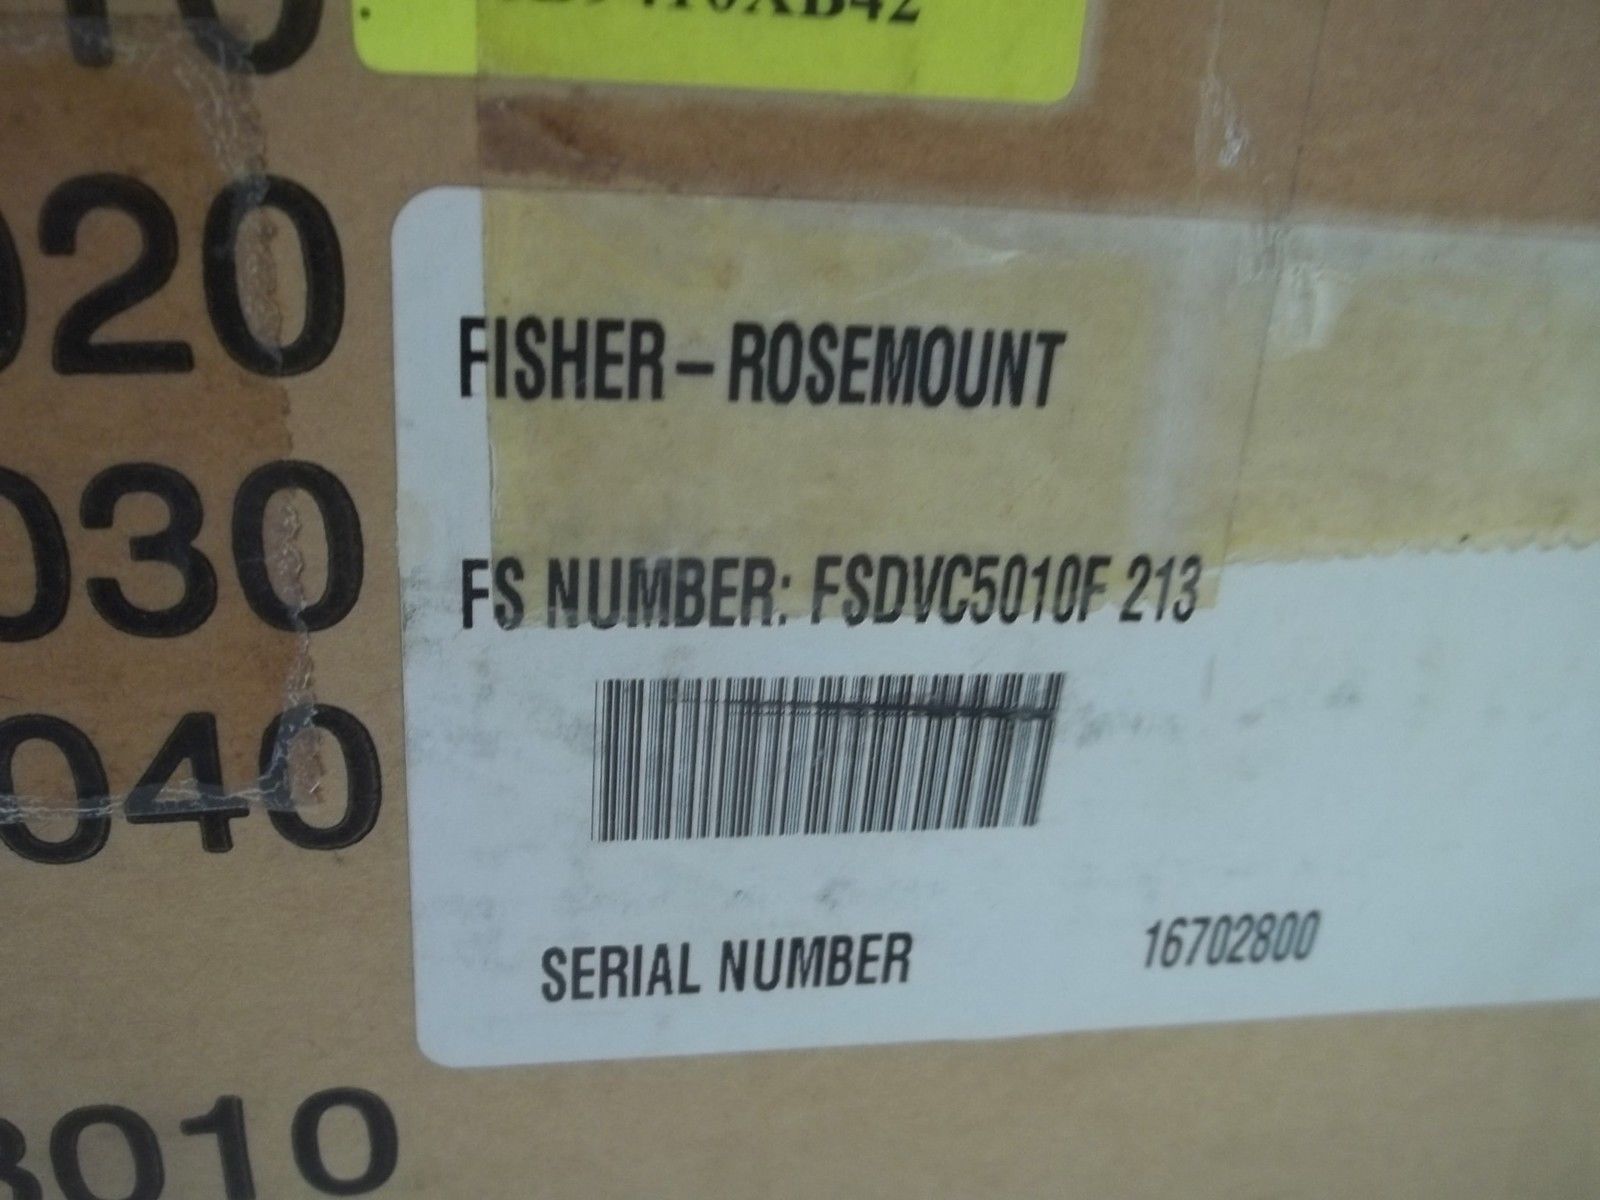 020
FISHER-ROSEMOUNT
030
FS NUMBER: FSDVC5010F 213
040
SERIAL NUMBER 16702800
3010